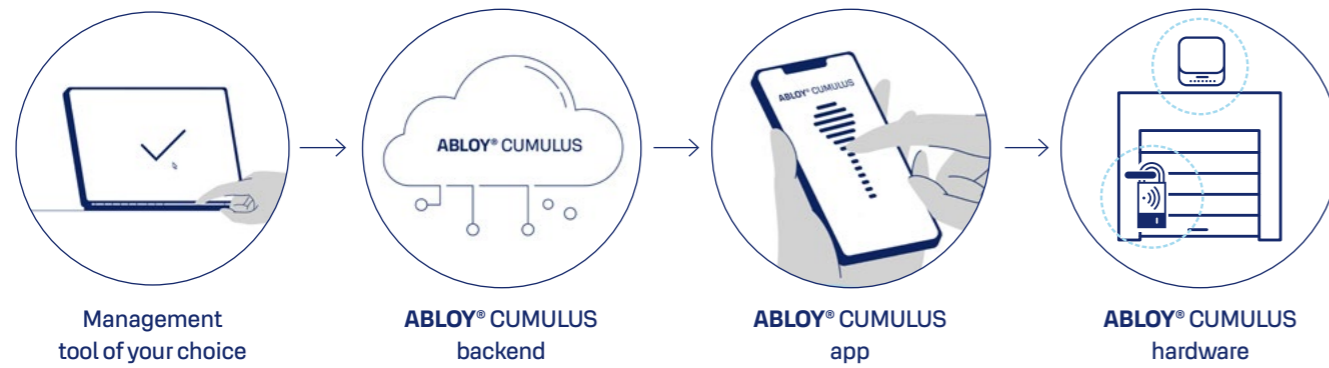 ABLOY® CUMULUS
ABLOY® CUMULUS
Management
tool of your choice
ABLOY® CUMULUS
backend
ABLOY® CUMULUS
app
ABLOY® CUMULUS
hardware